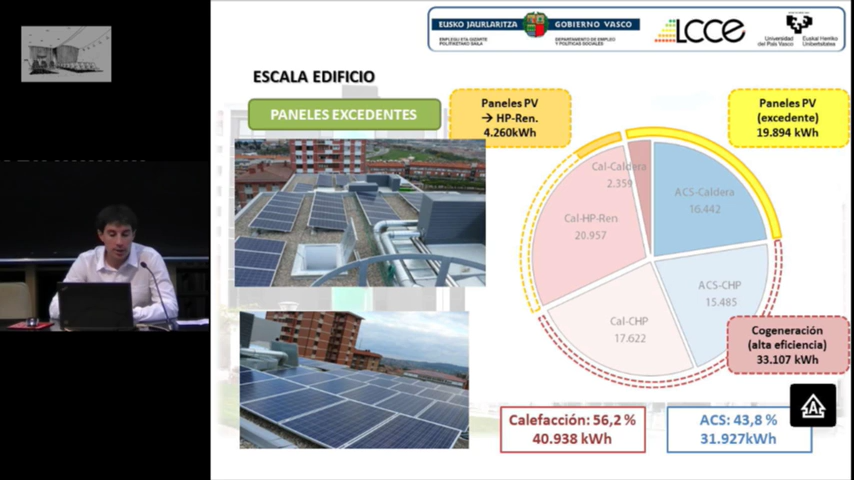 EUSKO JAURLARITZA
GOBIERNO VASCO
ENPLEGU ETA GIZARTE
POLITIKETAKO SAILA
DEPARTAMENTO DE EMPLEO
Y POLÍTICAS SOCIALES
LCCE
Universidad
del País Vasco
Euskal Herriko
Unibertsitatea
ESCALA EDIFICIO
PANELES EXCEDENTES
Paneles PV
→ HP-Ren.
4.260kWh
Paneles PV
(excedente)
19.894 kWh
Cal-Caldera
2.359
ACS-Caldera
16.442
Cal-HP-Ren
20.957
ACS-CHP
15.485
Cal-CHP
17.622
Cogeneración
(alta eficiencia)
33.107 kWh
Calefacción: 56,2 %
40.938 kWh
ACS: 43,8 %
31.927kWh